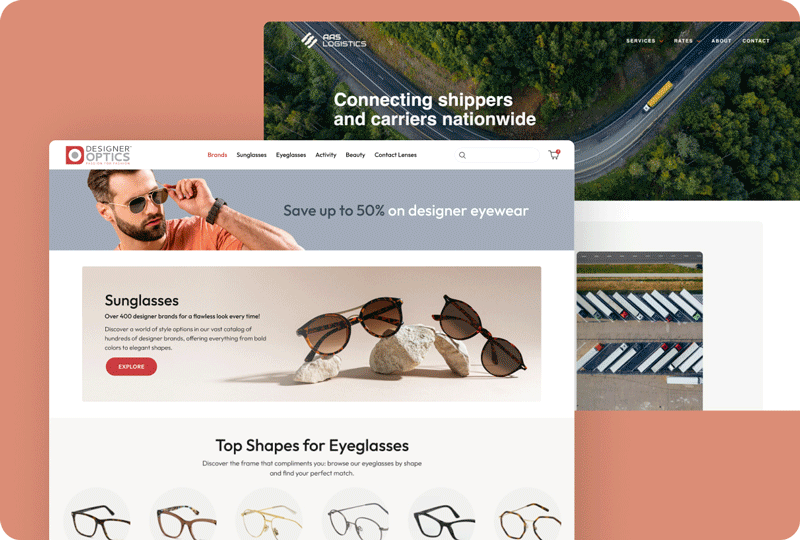 AAS
LOGISTICS
SERVICES
RATES
ABOUT
CONTACT
Connecting shippers
and carriers nationwide
DESIGNER
OPTICS
Brands
Sunglasses
Eyeglasses
Activity
Beauty
Contact Lenses
Save up to 50% on designer eyewear
Sunglasses
Over 400 designer brands for a flawless look every time!
Discover a world of style options in our vast catalog of
hundreds of designer brands, offering everything from bold
colors to elegant shapes.
EXPLORE
Top Shapes for Eyeglasses
Discover the frame that compliments you: browse our eyeglasses by shape
and find your perfect match.